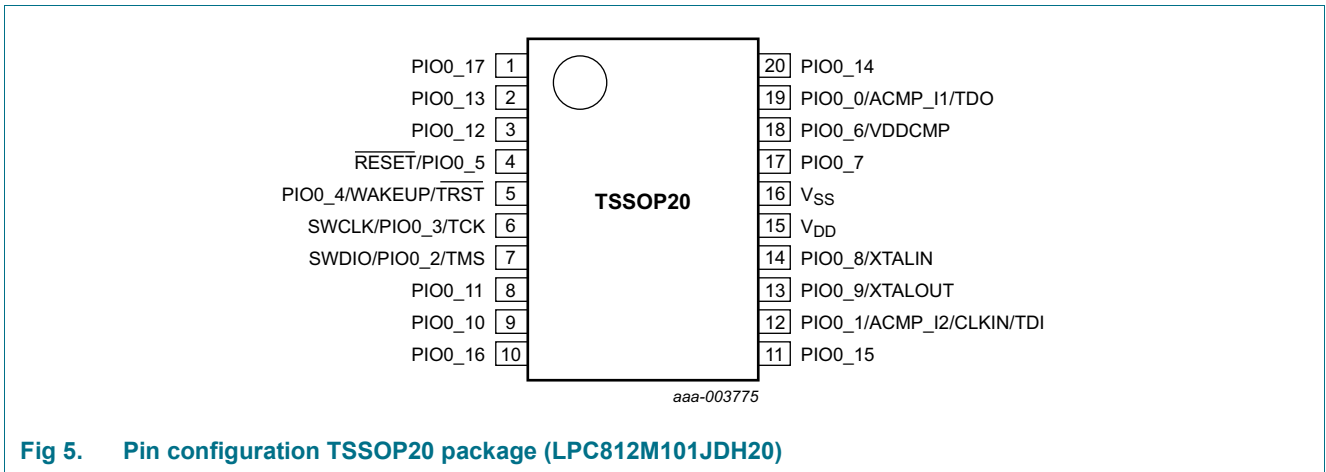 PIO0_17 1
PIO0_13 2
PIO0_12 3
RESET/PIO0_5 4
PIO0_4/WAKEUP/TRST 5
SWCLK/PIO0_3/TCK 6
SWDIO/PIO0_2/TMS 7
PIO0_11 8
PIO0_10 9
PIO0_16 10
TSSOP20
20 PIO0_14
19 PIO0_0/ACMP_I1/TDO
18 PIO0_6/VDDCMP
17 PIO0_7
16 VSS
15 VDD
14 PIO0_8/XTALIN
13 PIO0_9/XTALOUT
12 PIO0_1/ACMP_I2/CLKIN/TDI
11 PIO0_15
aaa-003775
Fig 5. Pin configuration TSSOP20 package (LPC812M101JDH20)